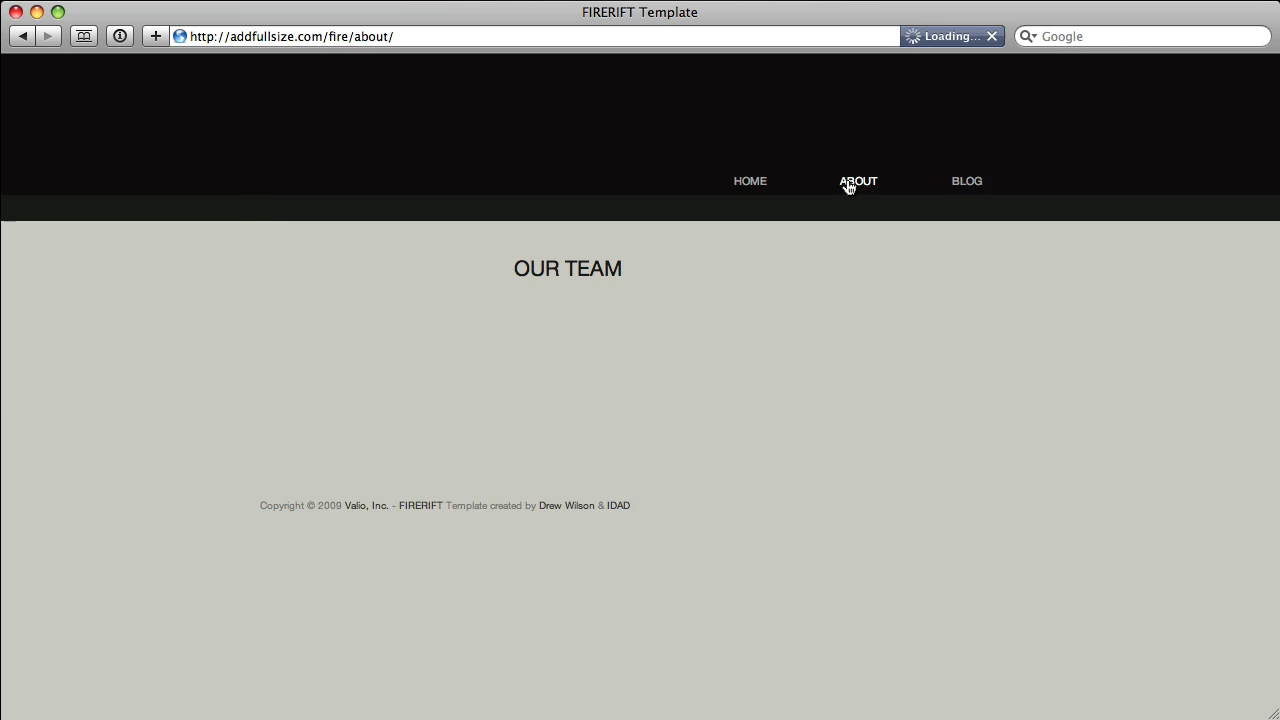 FIRERIFT Template
http://addfullsize.com/fire/about/
Loading...
Google
HOME
ABOUT
BLOG
OUR TEAM
Copyright © 2009 Valio, Inc. - FIRERIFT Template created by Drew Wilson & IDAD